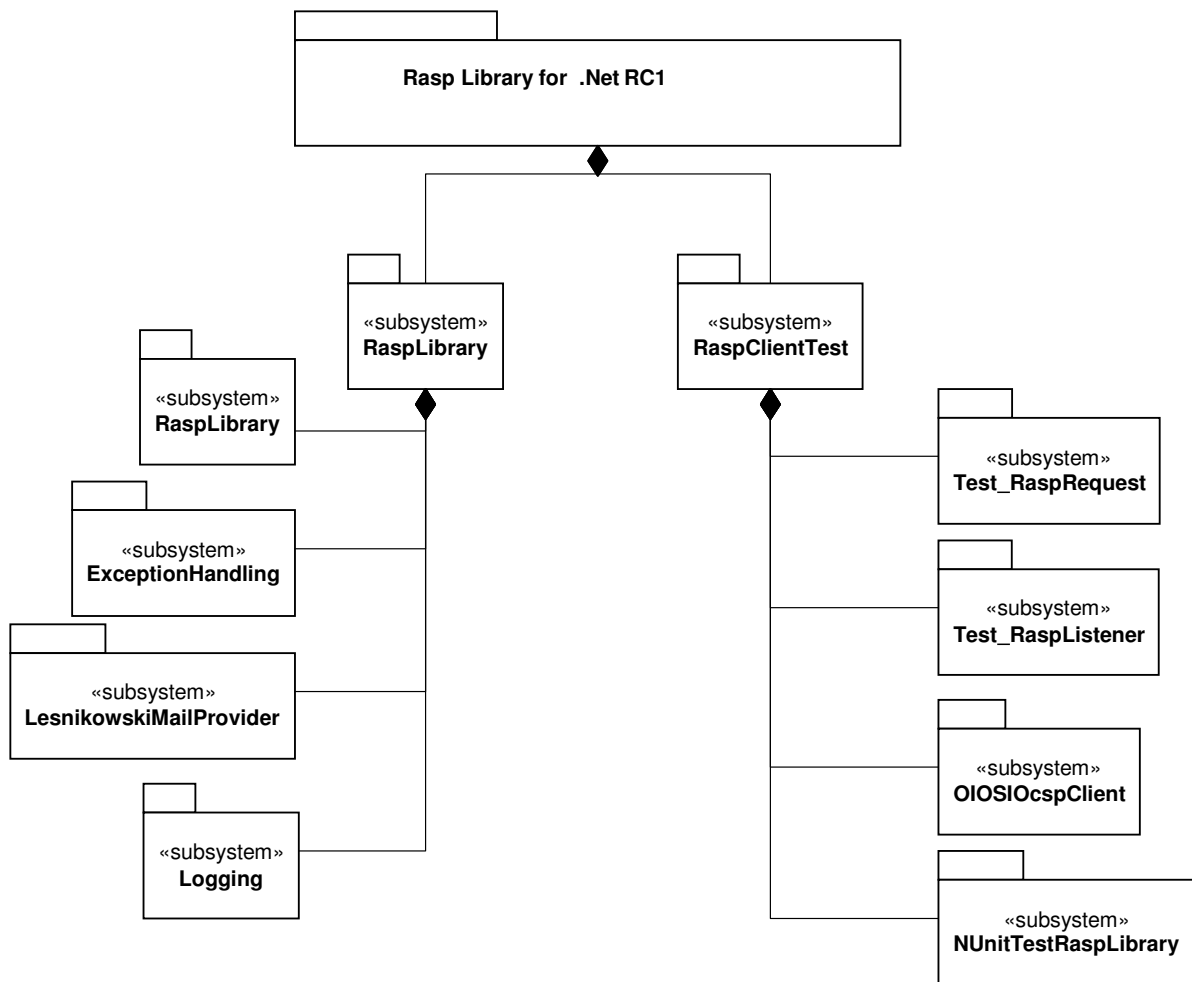 Rasp Library for .Net RC1
«subsystem»
RaspLibrary
«subsystem»
RaspClientTest
«subsystem»
RaspLibrary
«subsystem»
ExceptionHandling
«subsystem»
LesnikowskiMailProvider
«subsystem»
Logging
«subsystem»
Test_RaspRequest
«subsystem»
Test_RaspListener
«subsystem»
OIOSIOcspClient
«subsystem»
NUnitTestRaspLibrary